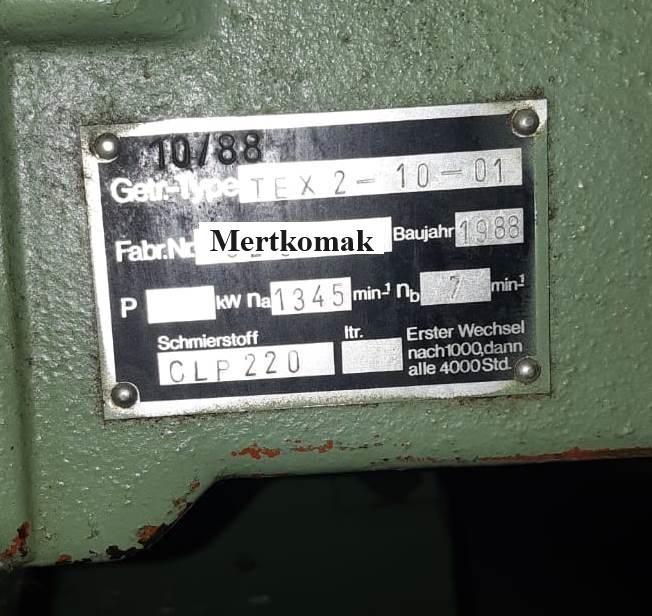 10/88
Getr.-Type TEX 2-10-01
Fabr.No Mertkomak Baujahr 1988
P kW na 1345 min-1 nb 7 min-1
Schmierstoff ltr. Erster Wechsel
nach 1000, dann
CLP 220 alle 4000 Std.